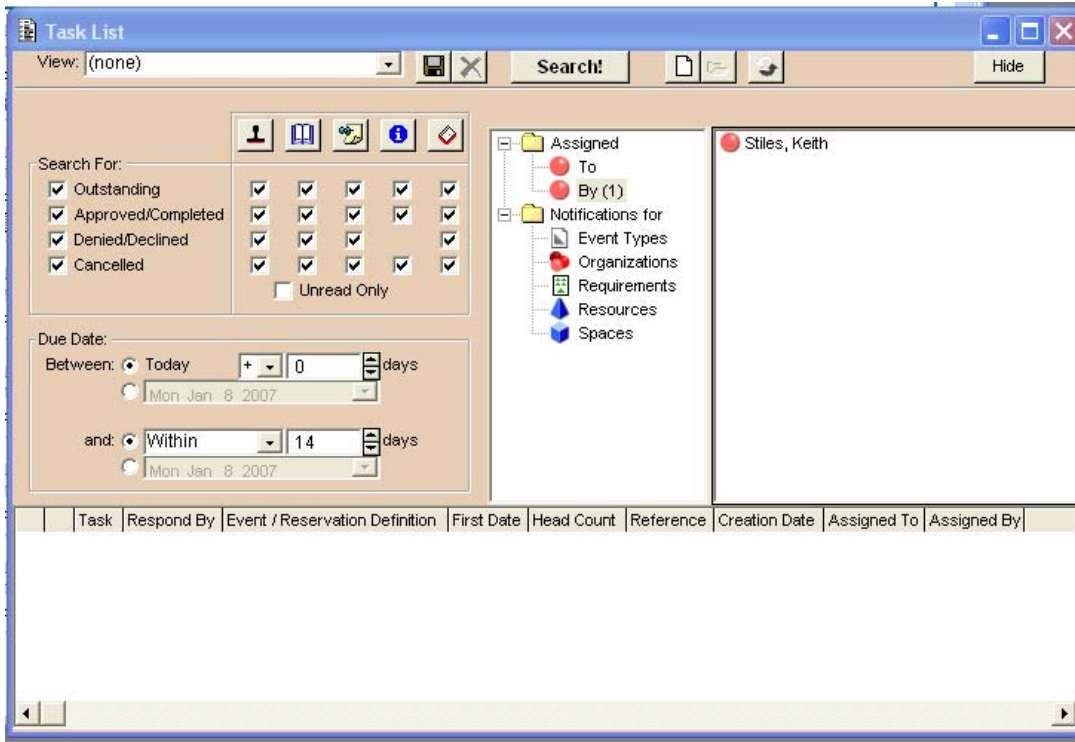 Task List
View: (none) Search! Hide
Search For:
Outstanding
Approved/Completed
Denied/Declined
Cancelled
Unread Only
Due Date:
Between: Today + 0 days
Mon Jan 8 2007
and: Within 14 days
Mon Jan 8 2007
Assigned
To
By (1)
Notifications for
Event Types
Organizations
Requirements
Resources
Spaces
Stiles, Keith
Task Respond By Event / Reservation Definition First Date Head Count Reference Creation Date Assigned To Assigned By